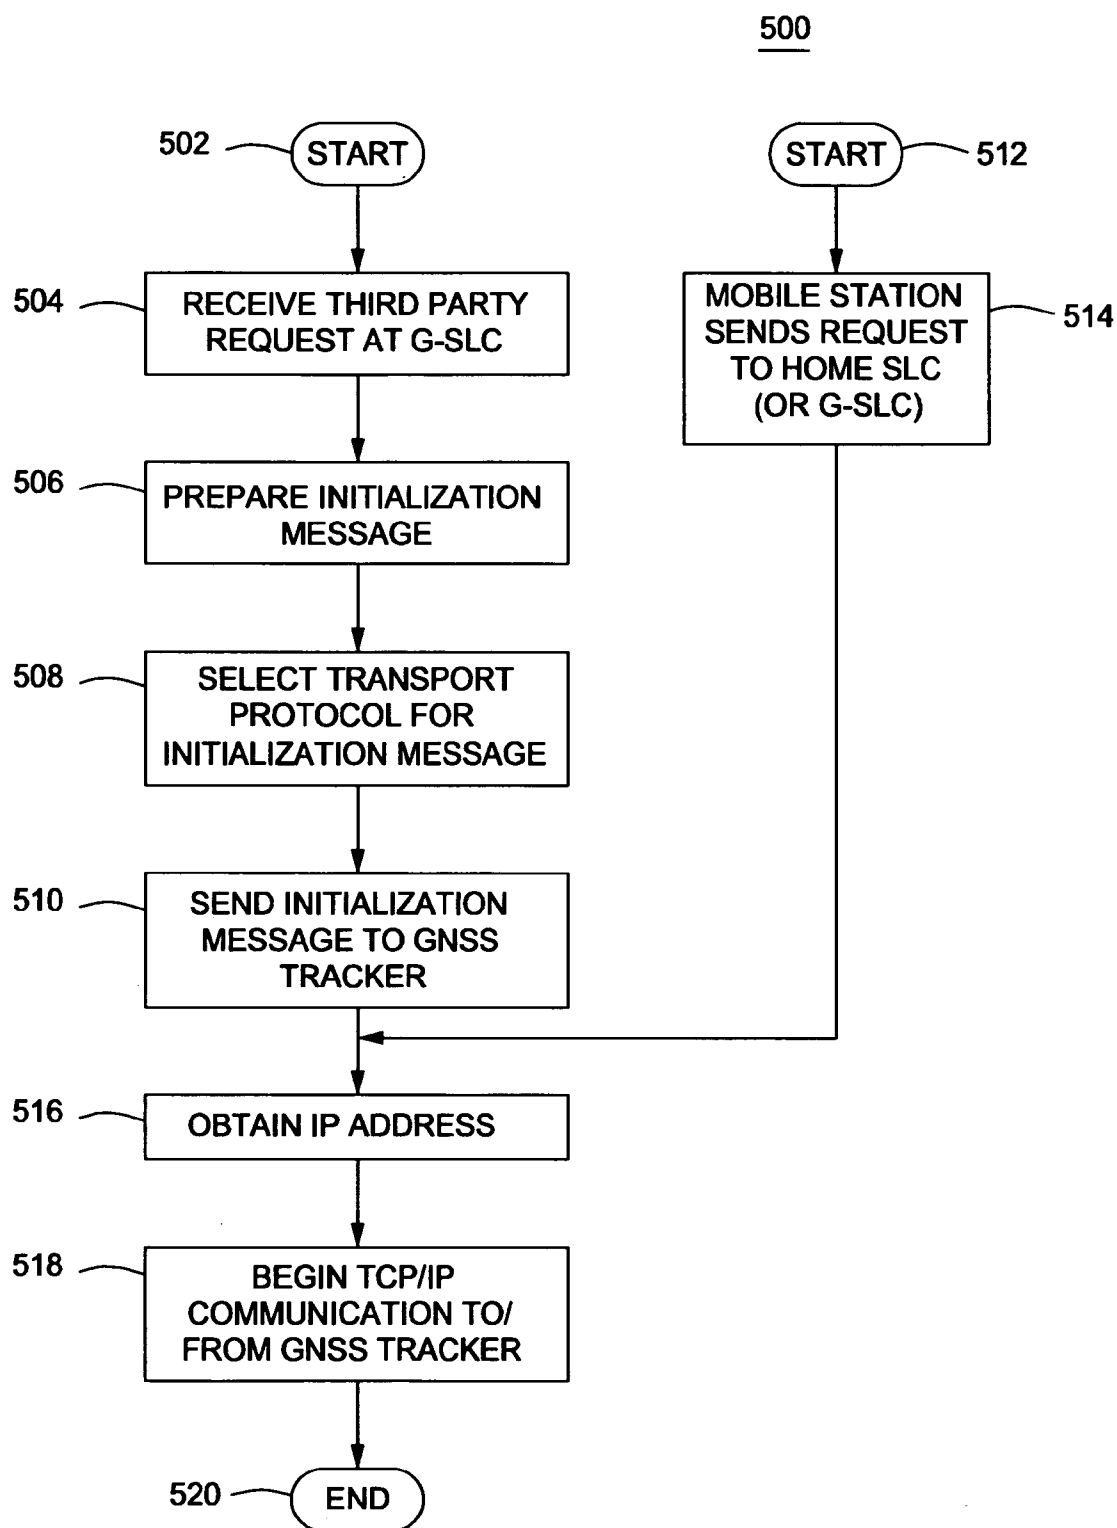 500
502
START
START
512
504
RECEIVE THIRD PARTY
REQUEST AT G-SLC
MOBILE STATION
SENDS REQUEST
TO HOME SLC
(OR G-SLC)
514
506
PREPARE INITIALIZATION
MESSAGE
508
SELECT TRANSPORT
PROTOCOL FOR
INITIALIZATION MESSAGE
510
SEND INITIALIZATION
MESSAGE TO GNSS
TRACKER
516
OBTAIN IP ADDRESS
518
BEGIN TCP/IP
COMMUNICATION TO/
FROM GNSS TRACKER
520
END